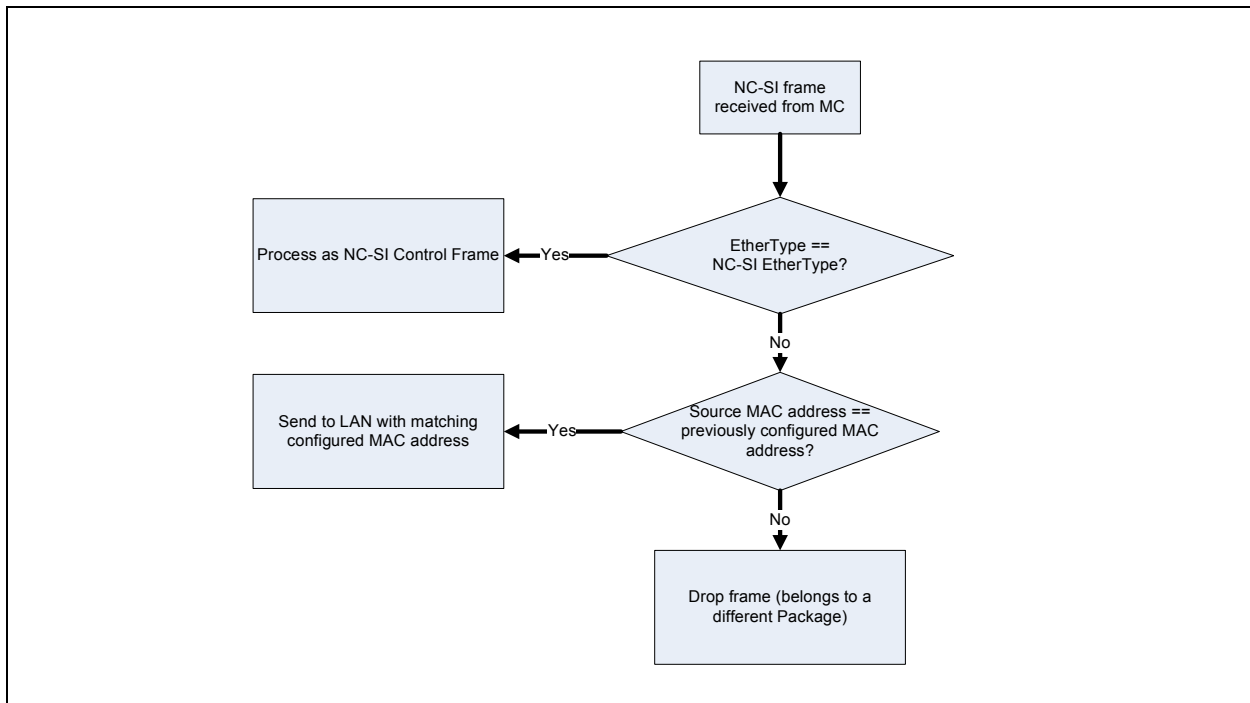 NC-SI frame
received from MC
EtherType ==
NC-SI EtherType?
Yes
Process as NC-SI Control Frame
No
Source MAC address ==
previously configured MAC
address?
Yes
Send to LAN with matching
configured MAC address
No
Drop frame (belongs to a
different Package)